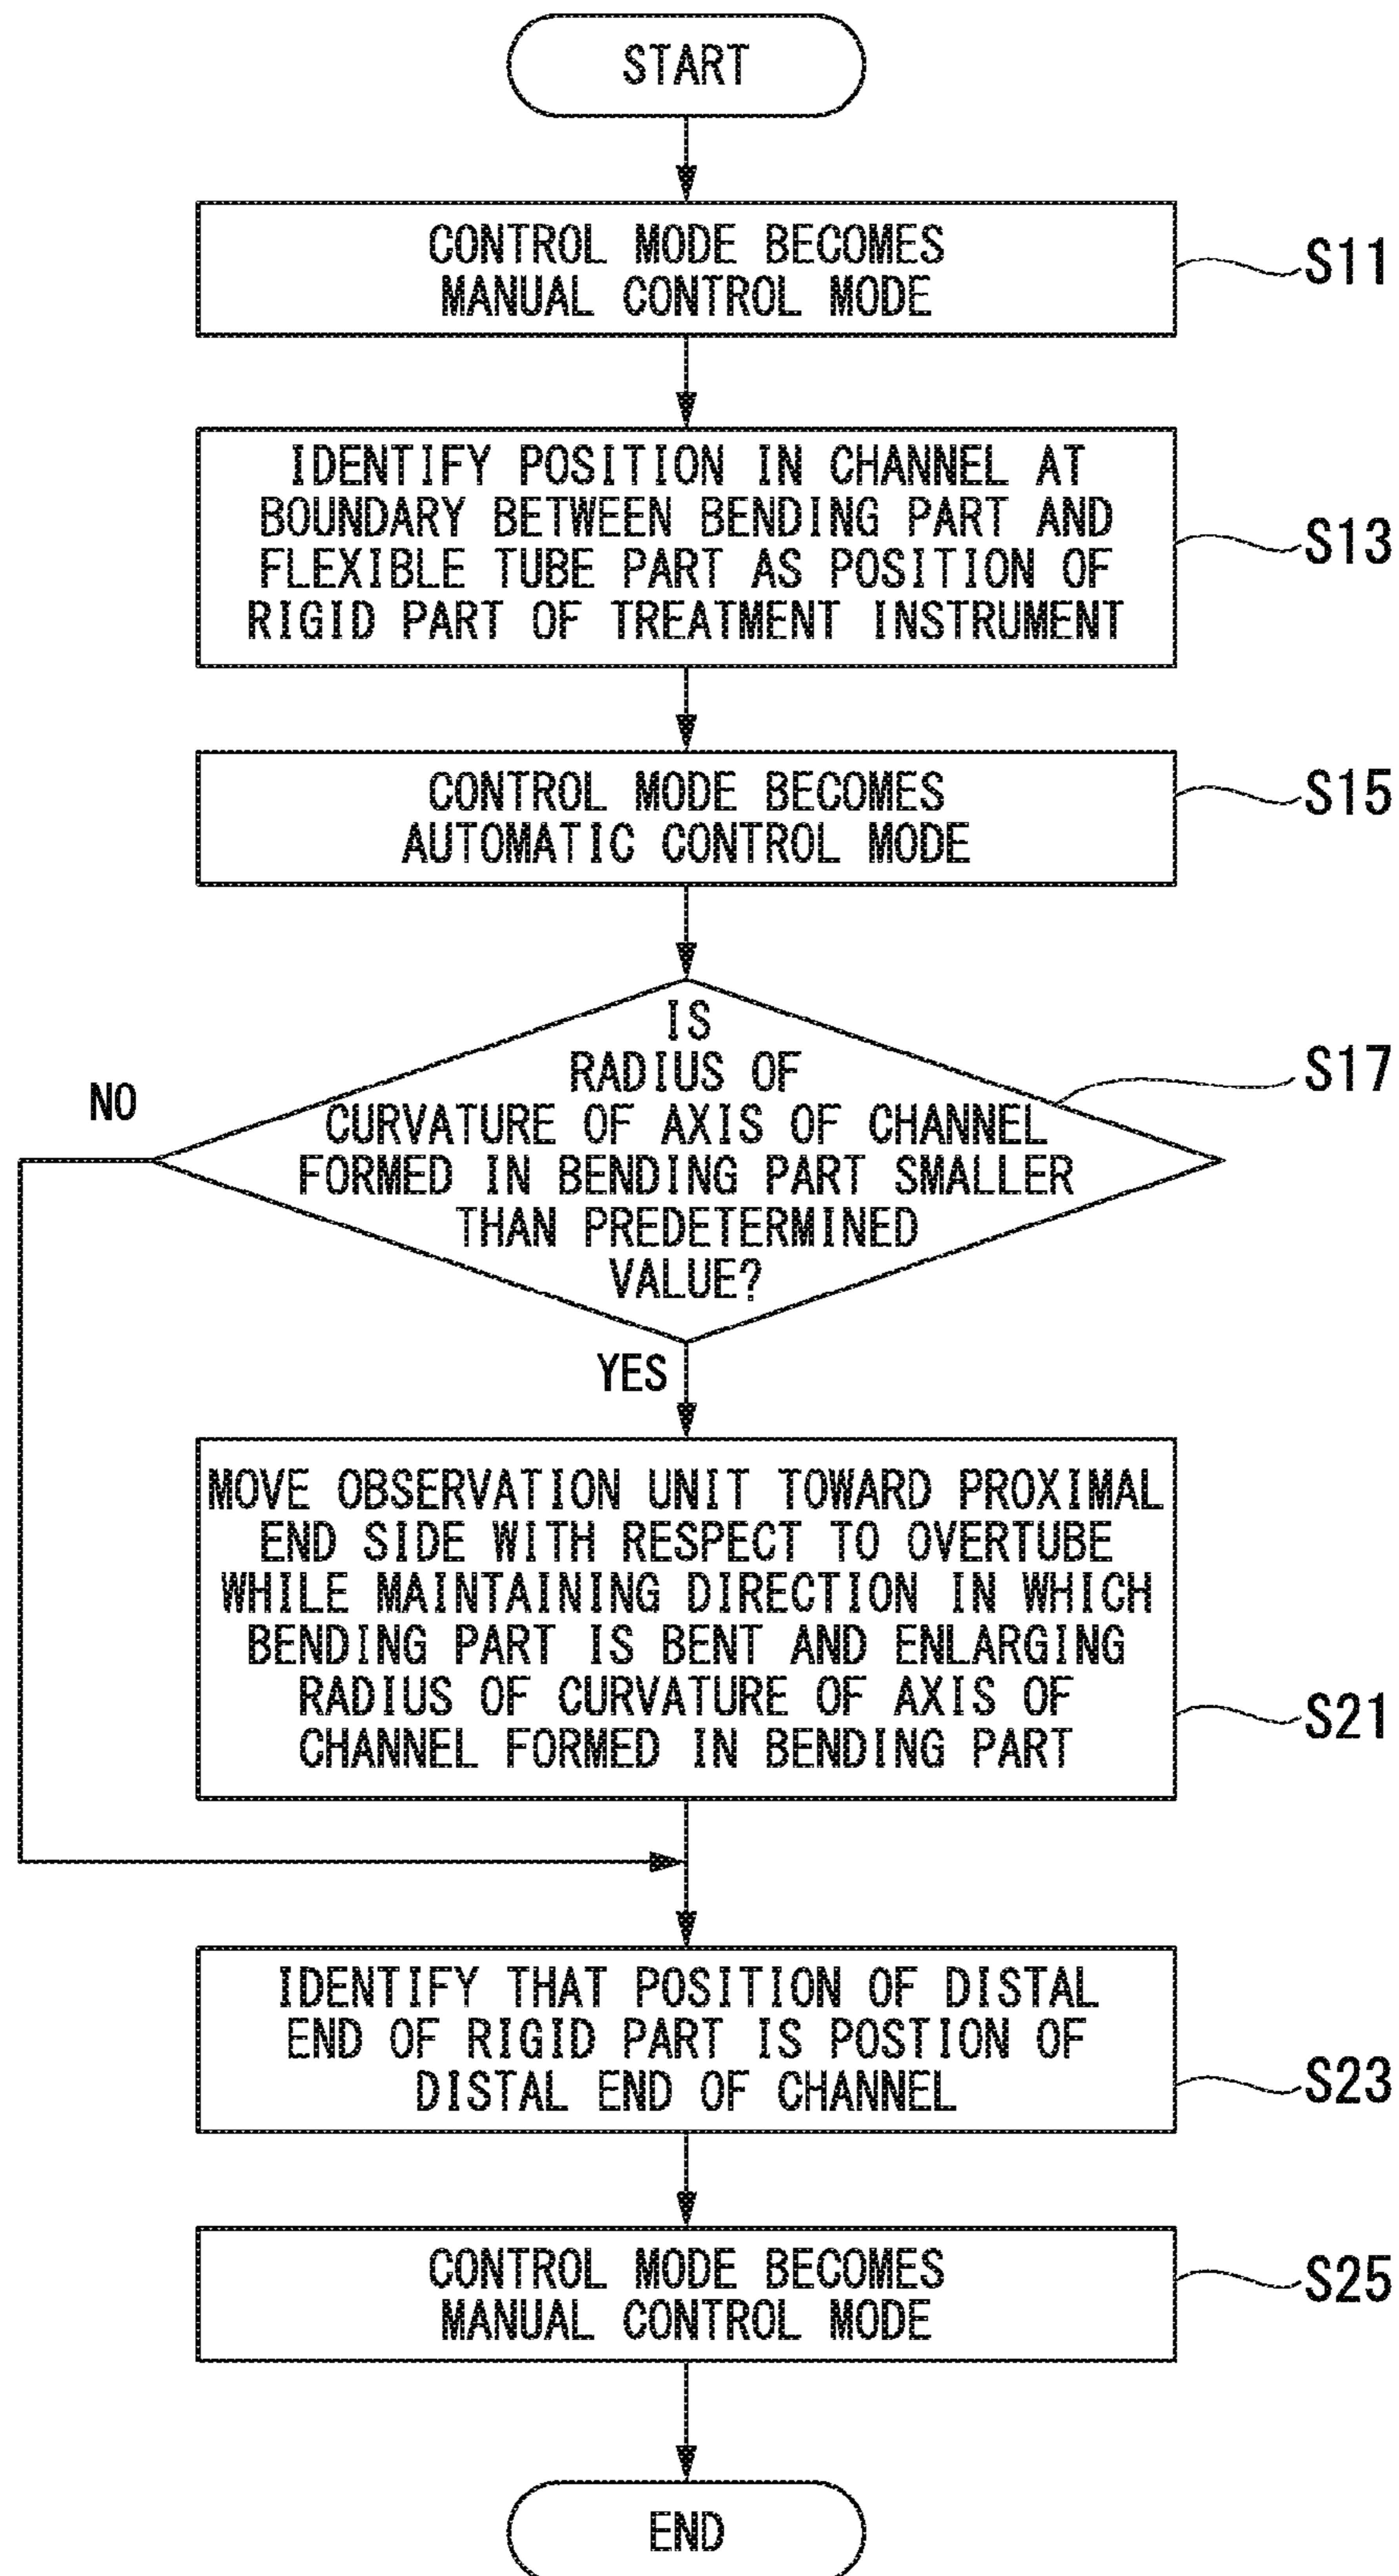 START
CONTROL MODE BECOMES
MANUAL CONTROL MODE
S11
IDENTIFY POSITION IN CHANNEL AT
BOUNDARY BETWEEN BENDING PART AND
FLEXIBLE TUBE PART AS POSITION OF
RIGID PART OF TREATMENT INSTRUMENT
S13
CONTROL MODE BECOMES
AUTOMATIC CONTROL MODE
S15
IS
RADIUS OF
CURVATURE OF AXIS OF CHANNEL
FORMED IN BENDING PART SMALLER
THAN PREDETERMINED
VALUE?
S17
NO
YES
MOVE OBSERVATION UNIT TOWARD PROXIMAL
END SIDE WITH RESPECT TO OVERTUBE
WHILE MAINTAINING DIRECTION IN WHICH
BENDING PART IS BENT AND ENLARGING
RADIUS OF CURVATURE OF AXIS OF
CHANNEL FORMED IN BENDING PART
S21
IDENTIFY THAT POSITION OF DISTAL
END OF RIGID PART IS POSTION OF
DISTAL END OF CHANNEL
S23
CONTROL MODE BECOMES
MANUAL CONTROL MODE
S25
END